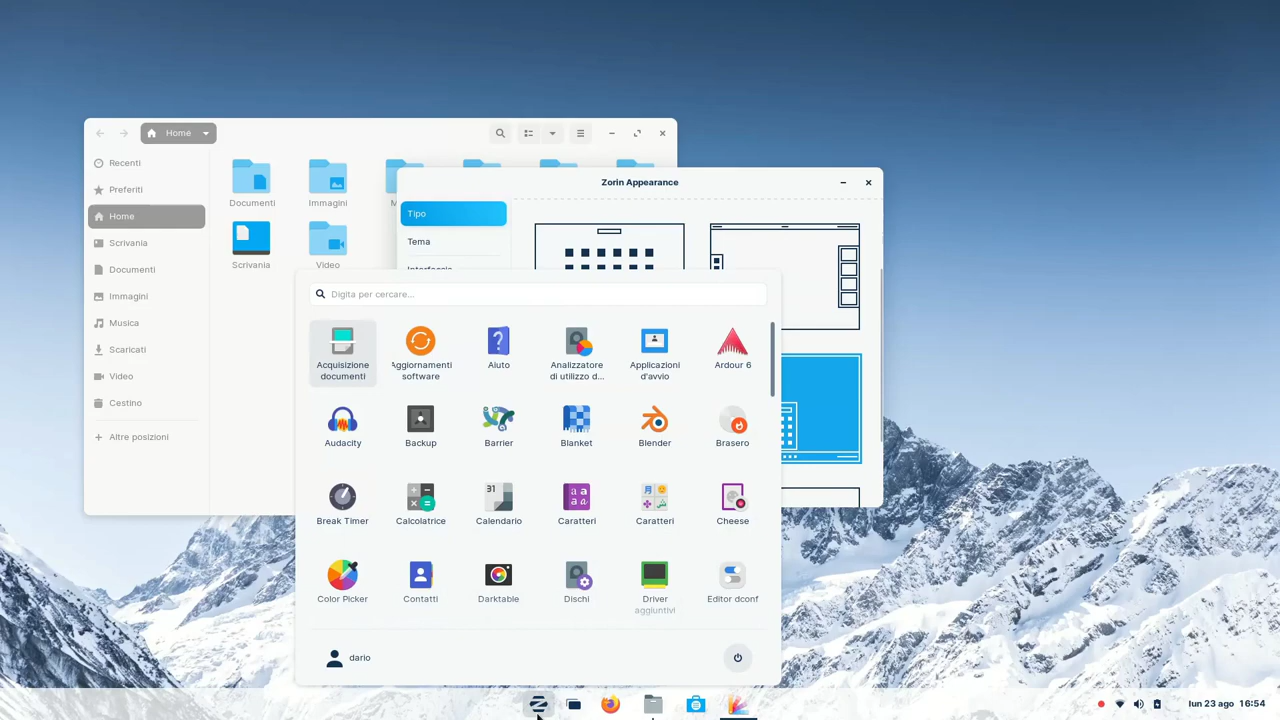 Home
Recenti
Preferiti
Home
Scrivania
Documenti
Immagini
Musica
Scaricati
Video
Cestino
Altre posizioni
Documenti
Immagini
Scrivania
Video
Zorin Appearance
Tipo
Tema
Interfaccia
Digita per cercare...
Acquisizione
documenti
Aggiornamenti
software
Aiuto
Analizzatore
di utilizzo d...
Applicazioni
d'avvio
Ardour 6
Audacity
Backup
Barrier
Blanket
Blender
Brasero
Break Timer
Calcolatrice
31
Calendario
Caratteri
Caratteri
Cheese
Color Picker
Contatti
Darktable
Dischi
Driver
aggiuntivi
Editor dconf
dario
lun 23 ago 16:54